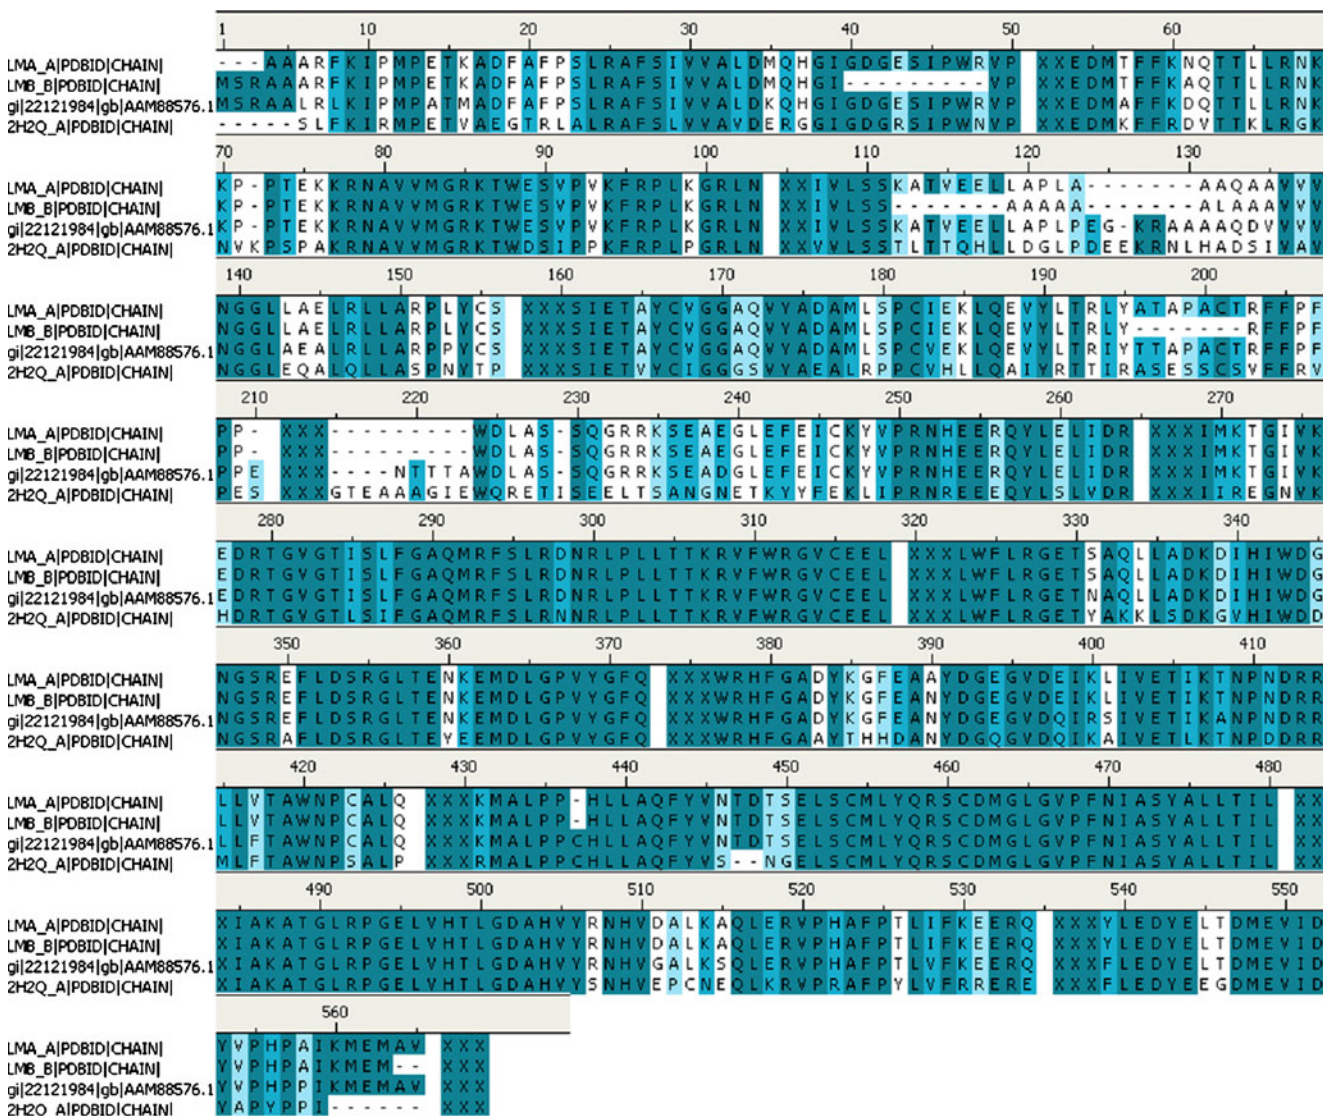 1 10 20 30 40 50 60
LMA_A|PDBID|CHAIN| ---AAARFKIPMPETKADFAFPSLRAFSIVVALDMQHGIGDGESIPWRVP XXEDMTFFKNQTTLLRNK
LMB_B|PDBID|CHAIN| MSRAAARFKIPMPETKADFAFPSLRAFSIVVALDMQHGI---------VP XXEDMTFFKAQTTLLRNK
gi|22121984|gb|AAM88576.1 MSRAALRLKIPMPATMADFAFPSLRAFSIVVALDKQHGIGDGESIPWRVP XXEDMAFFKDQTTLLRNK
2H2Q_A|PDBID|CHAIN| -----SLFKIRMPETVAEGTRLALRAFSLVVAVDERGGIGDGRSIPWNVP XXEDMKFFRDVTTKLRGK
70 80 90 100 110 120 130
LMA_A|PDBID|CHAIN| KP-PTEKKRNAVVMGRKTWESVPVKFRPLKGRLN XXIVLSSKATVEELLAPLA-------AAQAAVVV
LMB_B|PDBID|CHAIN| KP-PTEKKRNAVVMGRKTWESVPVKFRPLKGRLN XXIVLSS-------AAAAA-------ALAAAVVV
gi|22121984|gb|AAM88576.1 KP-PTEKKRNAVVMGRKTWESVPVKFRPLKGRLN XXIVLSSKATVEELLAPLPEG-KRAAAAQDVVVV
2H2Q_A|PDBID|CHAIN| NVKPSPAKRNAVVMGRKTWDSIPPKFRPLPGRLN XXVVLSSTLTTQHLLDGLPDEEKRNLHADSIVAV
140 150 160 170 180 190 200
LMA_A|PDBID|CHAIN| NGGLLAELRLLARPLYCS XXXSIETAYCVGGAQVYADAMLSPCIEKLQEVYLTRLYATAPACTRFFPF
LMB_B|PDBID|CHAIN| NGGLLAELRLLARPLYCS XXXSIETAYCVGGAQVYADAMLSPCIEKLQEVYLTRLY-------RFFPF
gi|22121984|gb|AAM88576.1 NGGLAEALRLLARPPYCS XXXSIETAYCVGGAQVYADAMLSPCVEKLQEVYLTRIYTTAPACTRFFPF
2H2Q_A|PDBID|CHAIN| NGGLEQALQLLASPNVTP XXXSIETVYCIGGGSVYAEALRPPCVHLLQAIYRTTIRASESSCSVFFRV
210 220 230 240 250 260 270
LMA_A|PDBID|CHAIN| PP- XXX---------WDLAS-SQGRRKSEAEGLEFEICKYVPRNHEERQYLELIDR XXXIMKTGIVK
LMB_B|PDBID|CHAIN| PP- XXX---------WDLAS-SQGRRKSEAEGLEFEICKYVPRNHEERQYLELIDR XXXIMKTGIVK
gi|22121984|gb|AAM88576.1 PPE XXX----NTTTAWDLAS-SQGRRKSEADGLEFEICKYVPRNHEERQYLELIDR XXXIMKTGIVK
2H2Q_A|PDBID|CHAIN| PES XXXGTEAAAGIEWQRETISEELTSANGNETKYYFEKLIPRNREEEQYLSLVDR XXXIIREGNVK
280 290 300 310 320 330 340
LMA_A|PDBID|CHAIN| EDRTGVGTISLFGAQMRFSLRDNRLPLLTTKRVFWRGVCEEL XXXLWFLRGETSAQLLADKDIHIWDG
LMB_B|PDBID|CHAIN| EDRTGVGTISLFGAQMRFSLRDNRLPLLTTKRVFWRGVCEEL XXXLWFLRGETSAQLLADKDIHIWDG
gi|22121984|gb|AAM88576.1 EDRTGVGTISLFGAQMRFSLRDNRLPLLTTKRVFWRGVCEEL XXXLWFLRGETNAQLLADKDIHIWDG
2H2Q_A|PDBID|CHAIN| HDRTGVGTLSIFGAQMRFSLRNNRLPLLTTKRVFWRGVCEEL XXXLWFLRGETYAKKLSDKGVHIWDD
350 360 370 380 390 400 410
LMA_A|PDBID|CHAIN| NGSREFLDSRGLTENKEMDLGPVYGFQ XXXWRHFGADYKGFEAAYDGEGVDEIKLIVETIKTNPNDRR
LMB_B|PDBID|CHAIN| NGSREFLDSRGLTENKEMDLGPVYGFQ XXXWRHFGADYKGFEANYDGEGVDEIKLIVETIKTNPNDRR
gi|22121984|gb|AAM88576.1 NGSREFLDSRGLTENKEMDLGPVYGFQ XXXWRHFGADYKGFEANYDGEGVDQIRSIVETIKANPNDRR
2H2Q_A|PDBID|CHAIN| NGSRAFLDSRGLTEYEEMDLGPVYGFQ XXXWRHFGAAYTHHDANYDGQGVDQIKAIVETLKTNPDDRR
420 430 440 450 460 470 480
LMA_A|PDBID|CHAIN| LLVTAWNPCALQ XXXKMALPP-HLLAQFYVNTDTSELSCMLYQRSCDMGLGVPFNIASYALLTIL XX
LMB_B|PDBID|CHAIN| LLVTAWNPCALQ XXXKMALPP-HLLAQFYVNTDTSELSCMLYQRSCDMGLGVPFNIASYALLTIL XX
gi|22121984|gb|AAM88576.1 LLFTAWNPCALQ XXXKMALPPCHLLAQFYVNTDTSELSCMLYQRSCDMGLGVPFNIASYALLTIL XX
2H2Q_A|PDBID|CHAIN| MLFTAWNPSALP XXXRMALPPCHLLAQFYVS--NGELSCMLYQRSCDMGLGVPFNIASYALLTIL XX
490 500 510 520 530 540 550
LMA_A|PDBID|CHAIN| XIAKATGLRPGELVHTLGDAHVYRNHVDALKAQLERVPHAFPTLIFKEERQ XXXYLEDYELTDMEVID
LMB_B|PDBID|CHAIN| XIAKATGLRPGELVHTLGDAHVYRNHVDALKAQLERVPHAFPTLIFKEERQ XXXYLEDYELTDMEVID
gi|22121984|gb|AAM88576.1 XIAKATGLRPGELVHTLGDAHVYRNHVGALKSQLERVPHAFPTLVFKEERQ XXXFLEDYELTDMEVID
2H2Q_A|PDBID|CHAIN| XIAKATGLRPGELVHTLGDAHVYSNHVEPCNEQLKRVPRAFPYLVFRRERE XXXFLEDYEEGDMEVID
560
LMA_A|PDBID|CHAIN| YVPHPAIKMEMAV XXX
LMB_B|PDBID|CHAIN| YVPHPAIKMEM-- XXX
gi|22121984|gb|AAM88576.1 YVPHPPIKMEMAV XXX
2H2Q_A|PDBID|CHAIN| YAPYPPI------ XXX